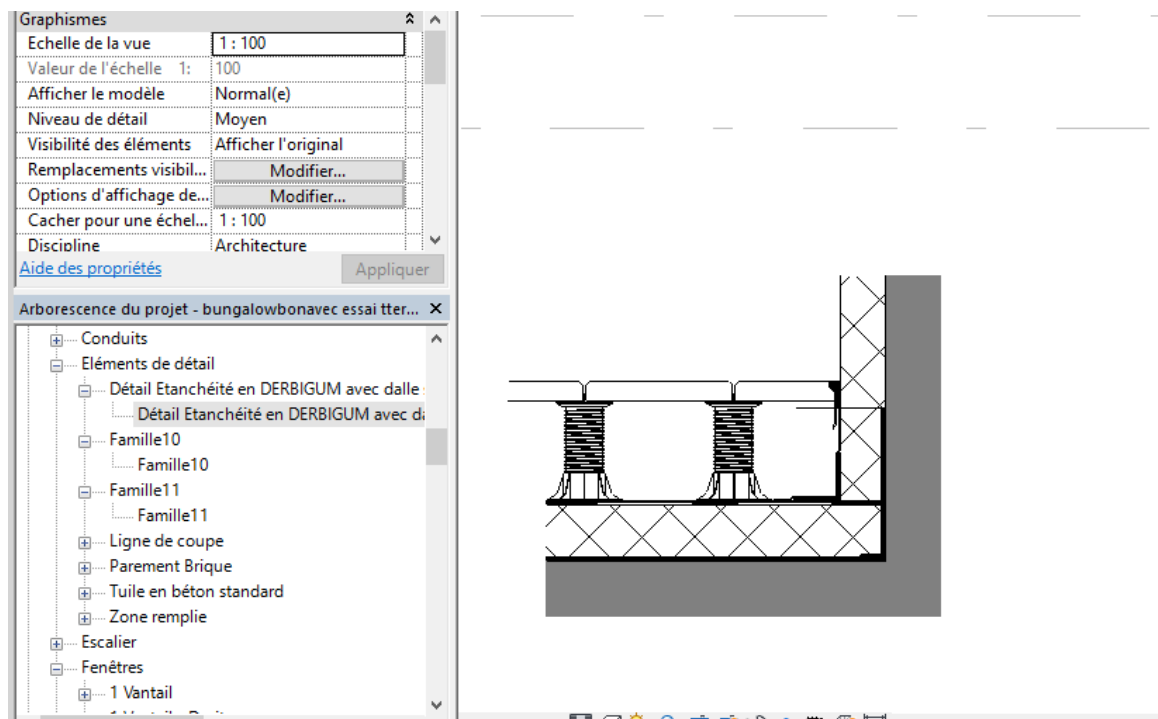 Graphismes
Echelle de la vue 1 : 100
Valeur de l'échelle 1: 100
Afficher le modèle Normal(e)
Niveau de détail Moyen
Visibilité des éléments Afficher l'original
Remplacements visibil... Modifier...
Options d'affichage de... Modifier...
Cacher pour une échel... 1 : 100
Discipline Architecture
Aide des propriétés Appliquer
Arborescence du projet - bungalowbonavec essai tter...
Conduits
Eléments de détail
Détail Etanchéité en DERBIGUM avec dalle
Détail Etanchéité en DERBIGUM avec
Famille10
Famille10
Famille11
Famille11
Ligne de coupe
Parement Brique
Tuile en béton standard
Zone remplie
Escalier
Fenêtres
1 Vantail